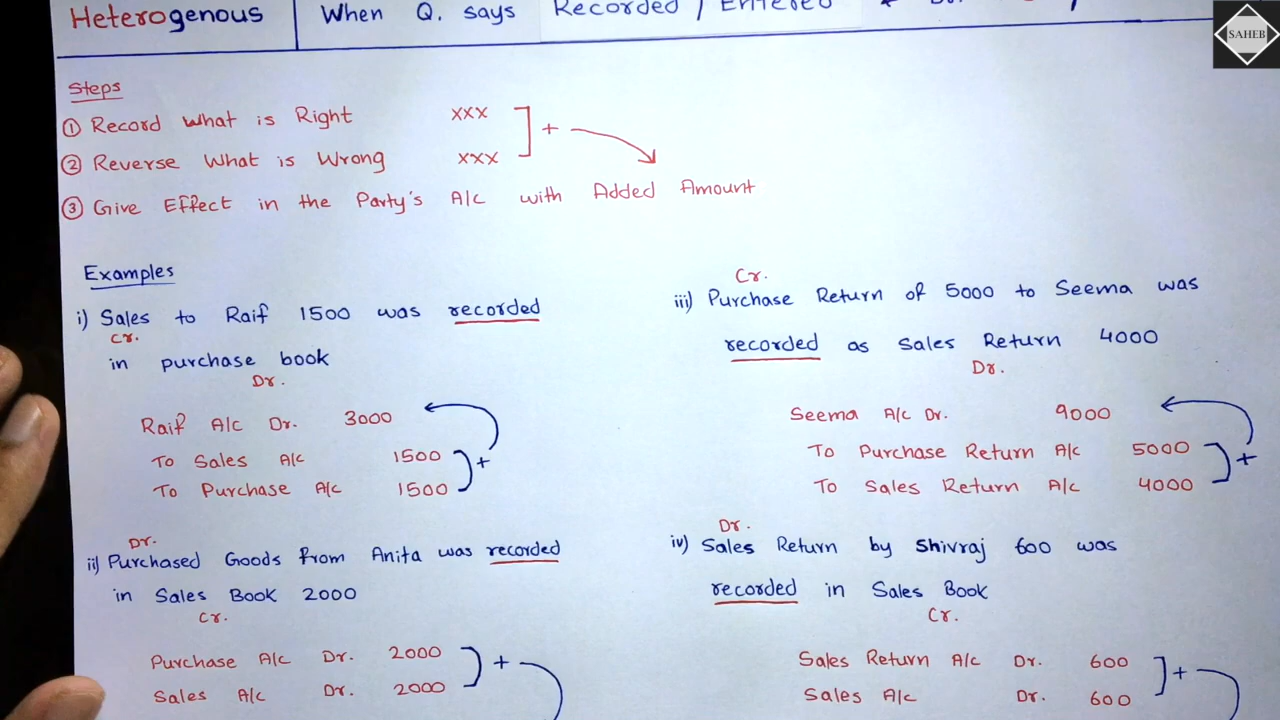 Heterogenous When Q. says Recorded / Entered
SAHEB
Steps
① Record What is Right xxx
② Reverse What is Wrong xxx
+
③ Give Effect in the Party's A/c with Added Amount
Examples
i) Sales to Raif 1500 was recorded
Cr.
in purchase book
Dr.
Raif A/c Dr. 3000
To Sales A/c 1500
To Purchase A/c 1500
+
Dr.
ii) Purchased Goods from Anita was recorded
in Sales Book 2000
Cr.
Purchase A/c Dr. 2000
Sales A/c Dr. 2000
+
Cr.
iii) Purchase Return of 5000 to Seema was
recorded as Sales Return 4000
Dr.
Seema A/c Dr. 9000
To Purchase Return A/c 5000
To Sales Return A/c 4000
+
Dr.
iv) Sales Return by Shivraj 600 was
recorded in Sales Book
Cr.
Sales Return A/c Dr. 600
Sales A/c Dr. 600
+